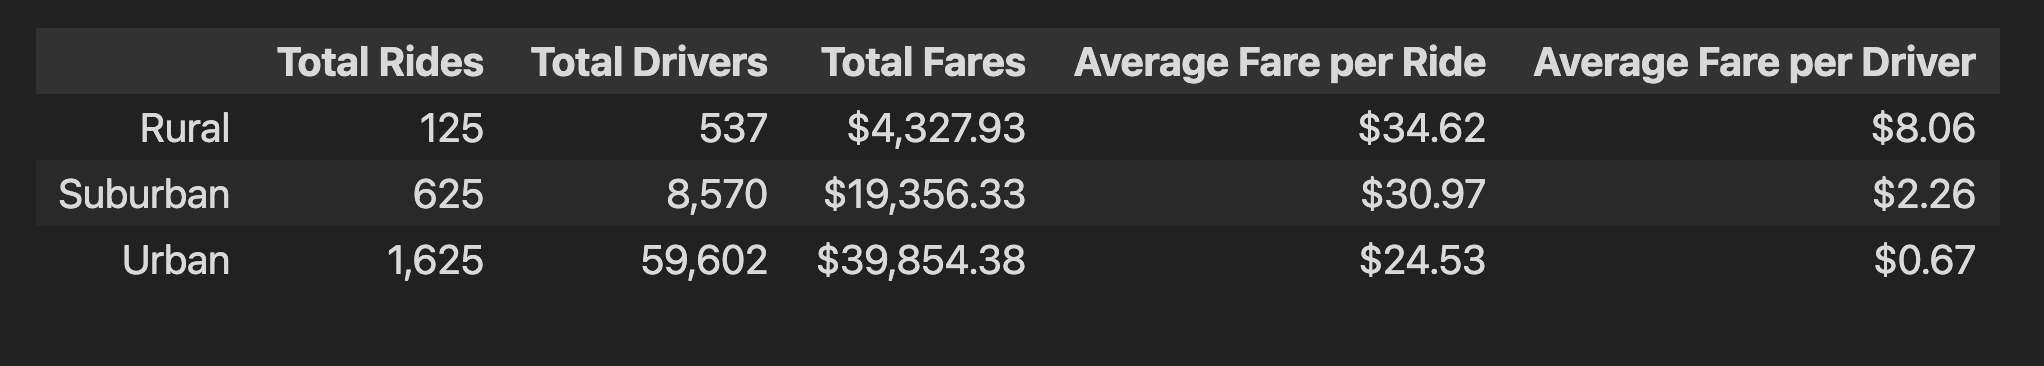 Total Rides Total Drivers Total Fares Average Fare per Ride Average Fare per Driver
Rural 125 537 $4,327.93 $34.62 $8.06
Suburban 625 8,570 $19,356.33 $30.97 $2.26
Urban 1,625 59,602 $39,854.38 $24.53 $0.67